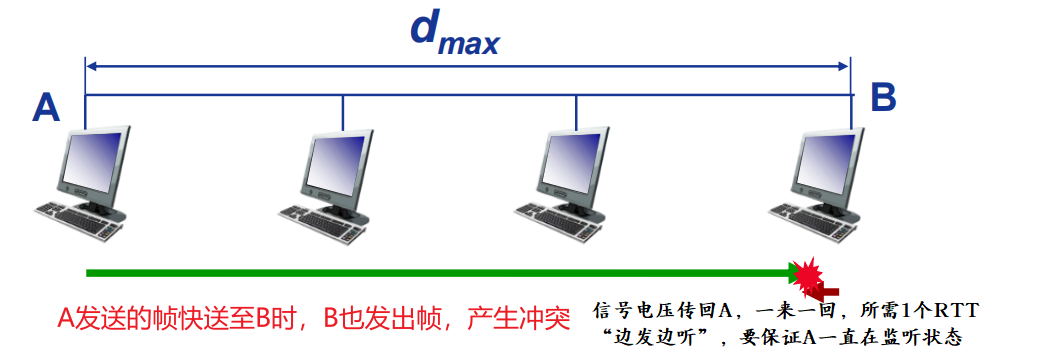 dmax
A
B
A发送的帧快送至B时，B也发出帧，产生冲突
信号电压传回A，一来一回，所需1个RTT
“边发边听”，要保证A一直在监听状态